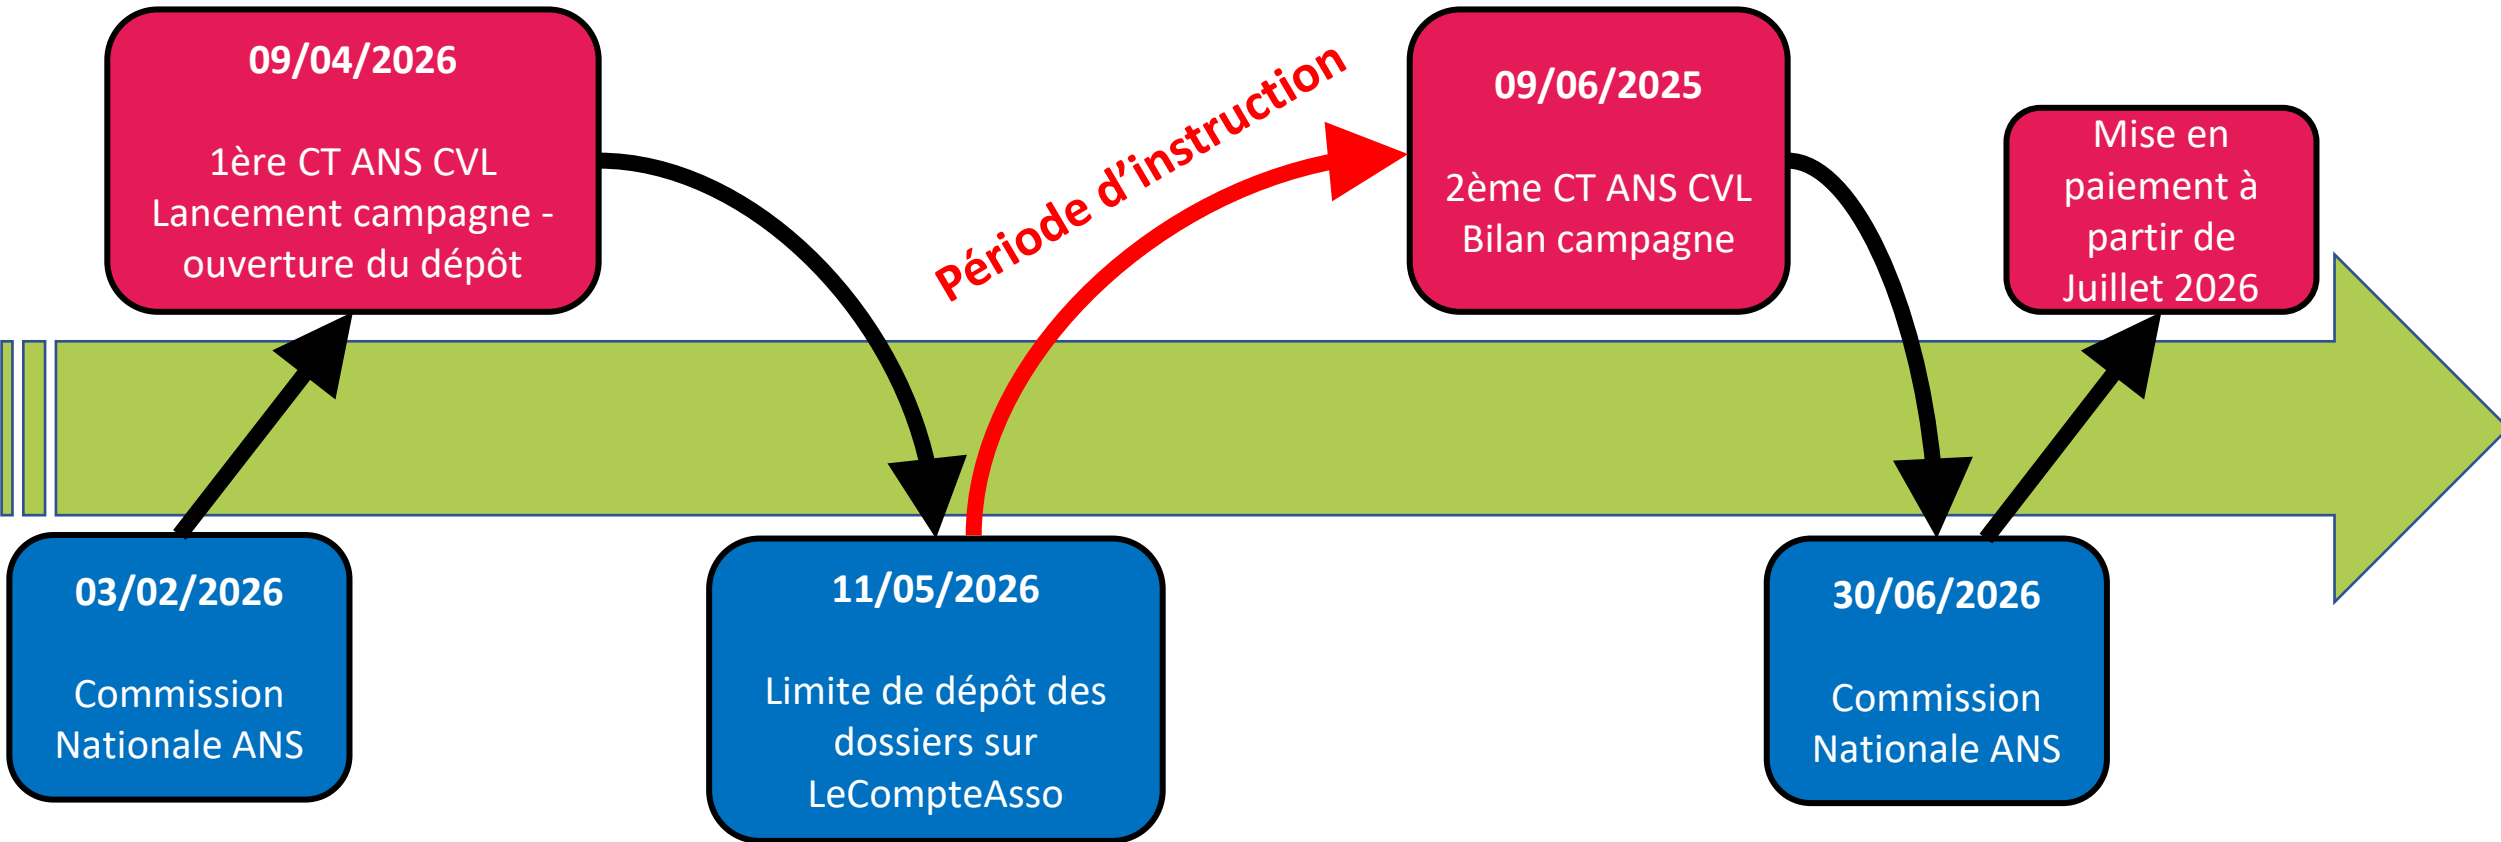 09/04/2026
1ère CT ANS CVL
Lancement campagne -
ouverture du dépôt
Période d'instruction
09/06/2025
2ème CT ANS CVL
Bilan campagne
Mise en
paiement à
partir de
Juillet 2026
03/02/2026
Commission
Nationale ANS
11/05/2026
Limite de dépôt des
dossiers sur
LeCompteAsso
30/06/2026
Commission
Nationale ANS